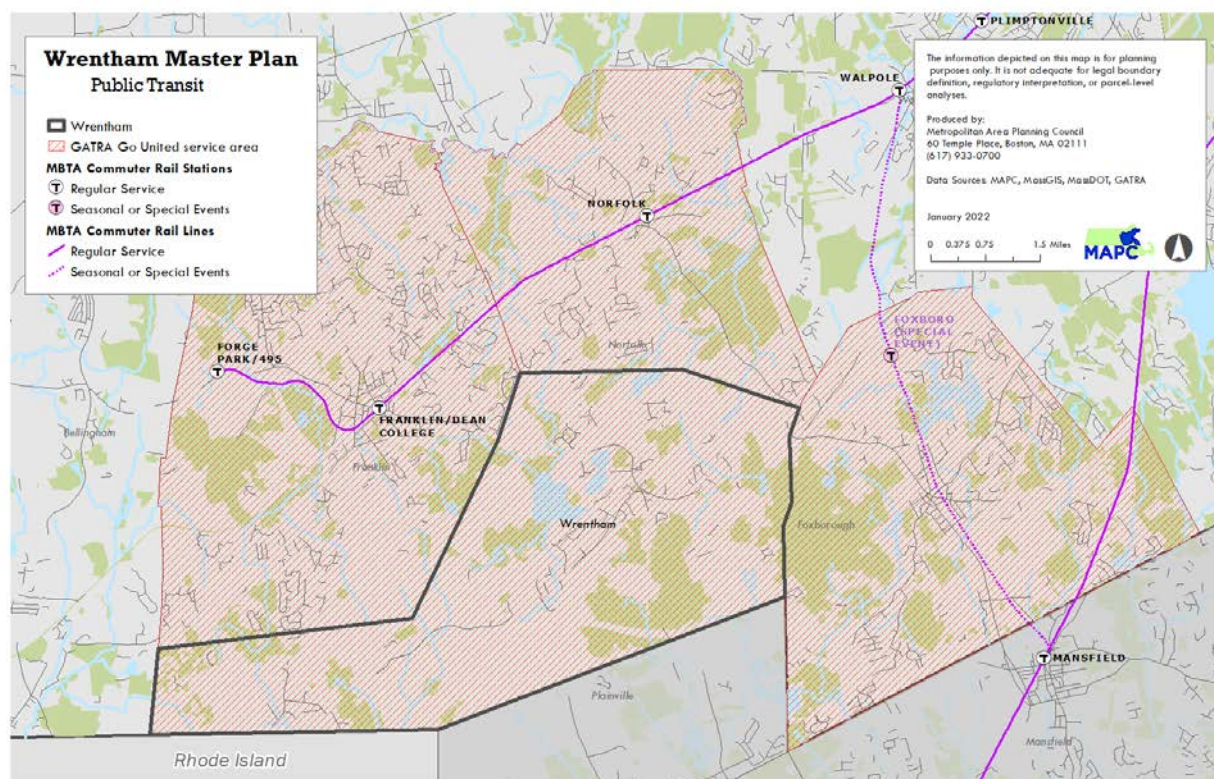 Wrentham Master Plan
Public Transit
Wrentham
GATRA Go United service area
MBTA Commuter Rail Stations
Regular Service
Seasonal or Special Events
MBTA Commuter Rail Lines
Regular Service
Seasonal or Special Events
PLIMPTONVILLE
WALPOLE
The information depicted on this map is for planning
purposes only. It is not adequate for legal boundary
definition, regulatory interpretation, or parcel-level
analyses.
Produced by:
Metropolitan Area Planning Council
60 Temple Place, Boston, MA 02111
(617) 933-0700
Data Sources: MAPC, MassGIS, MassDOT, GATRA
January 2022
0 0.375 0.75 1.5 Miles
MAPC
NORFOLK
FOXBORO
(SPECIAL
EVENT)
Norfolk
FORGE
PARK/495
FRANKLIN/DEAN
COLLEGE
Bellingham
Franklin
Wrentham
Foxborough
MANSFIELD
Plainville
Mansfield
Rhode Island
T
T
T
T
T
T
T
T
T